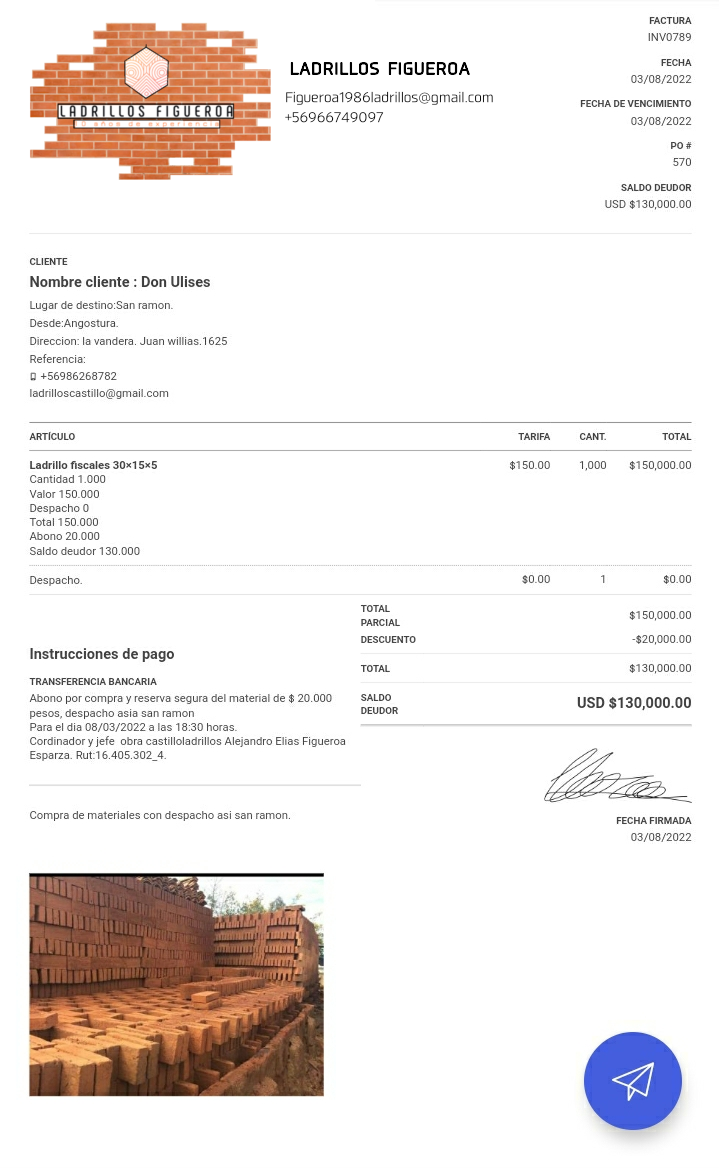 FACTURA
INV0789
FECHA
03/08/2022
FECHA DE VENCIMIENTO
03/08/2022
PO #
570
SALDO DEUDOR
USD $130,000.00
LADRILLOS FIGUEROA
Figueroa1986ladrillos@gmail.com
+56966749097
LADRILLOS FIGUEROA
años de experiencia
CLIENTE
Nombre cliente : Don Ulises
Lugar de destino:San ramon.
Desde:Angostura.
Direccion: la vandera. Juan willias.1625
Referencia:
+56986268782
ladrilloscastillo@gmail.com
ARTÍCULO TARIFA CANT. TOTAL
Ladrillo fiscales 30×15×5 $150.00 1,000 $150,000.00
Cantidad 1.000
Valor 150.000
Despacho 0
Total 150.000
Abono 20.000
Saldo deudor 130.000
Despacho. $0.00 1 $0.00
TOTAL
PARCIAL $150,000.00
DESCUENTO -$20,000.00
TOTAL $130,000.00
SALDO
DEUDOR USD $130,000.00
Instrucciones de pago
TRANSFERENCIA BANCARIA
Abono por compra y reserva segura del material de $ 20.000
pesos, despacho asia san ramon
Para el dia 08/03/2022 a las 18:30 horas.
Cordinador y jefe  obra castilloladrillos Alejandro Elias Figueroa
Esparza. Rut:16.405.302_4.
FECHA FIRMADA
03/08/2022
Compra de materiales con despacho asi san ramon.